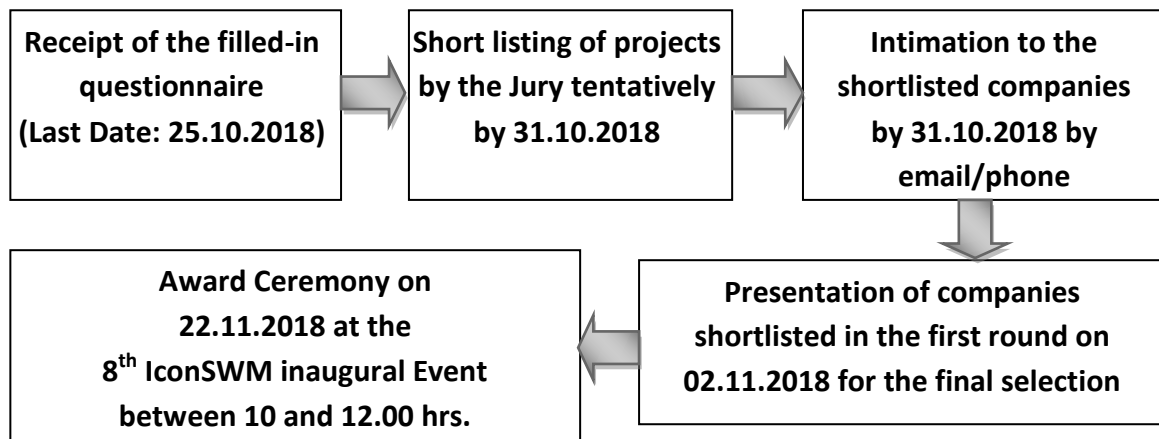 Receipt of the filled-in
questionnaire
(Last Date: 25.10.2018)
Short listing of projects
by the Jury tentatively
by 31.10.2018
Intimation to the
shortlisted companies
by 31.10.2018 by
email/phone
Presentation of companies
shortlisted in the first round on
02.11.2018 for the final selection
Award Ceremony on
22.11.2018 at the
8th IconSWM inaugural Event
between 10 and 12.00 hrs.